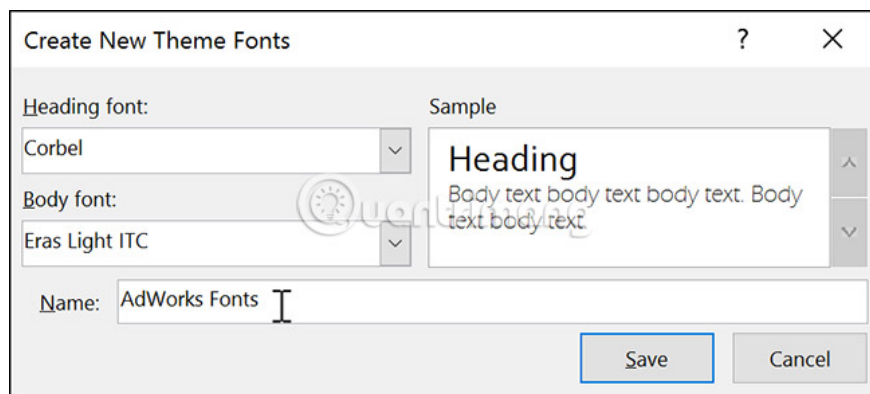 Create New Theme Fonts ?
Heading font:
Corbel
Body font:
Eras Light ITC
Sample
Heading
Body text body text body text. Body
text body text.
Quantrimang
Name: AdWorks Fonts
Save Cancel